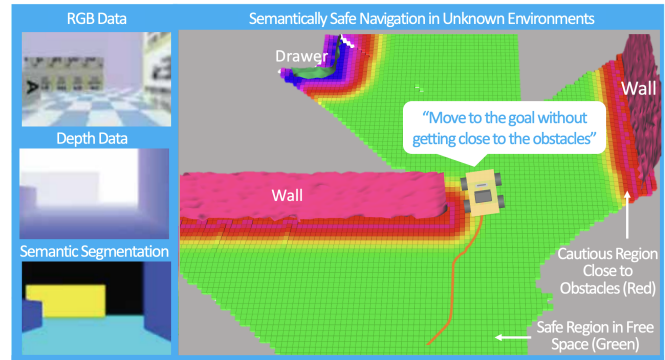 RGB Data
Semantically Safe Navigation in Unknown Environments
Drawer
Wall
"Move to the goal without
getting close to the obstacles"
Depth Data
Wall
Semantic Segmentation
Cautious Region
Close to
Obstacles (Red)
Safe Region in Free
Space (Green)